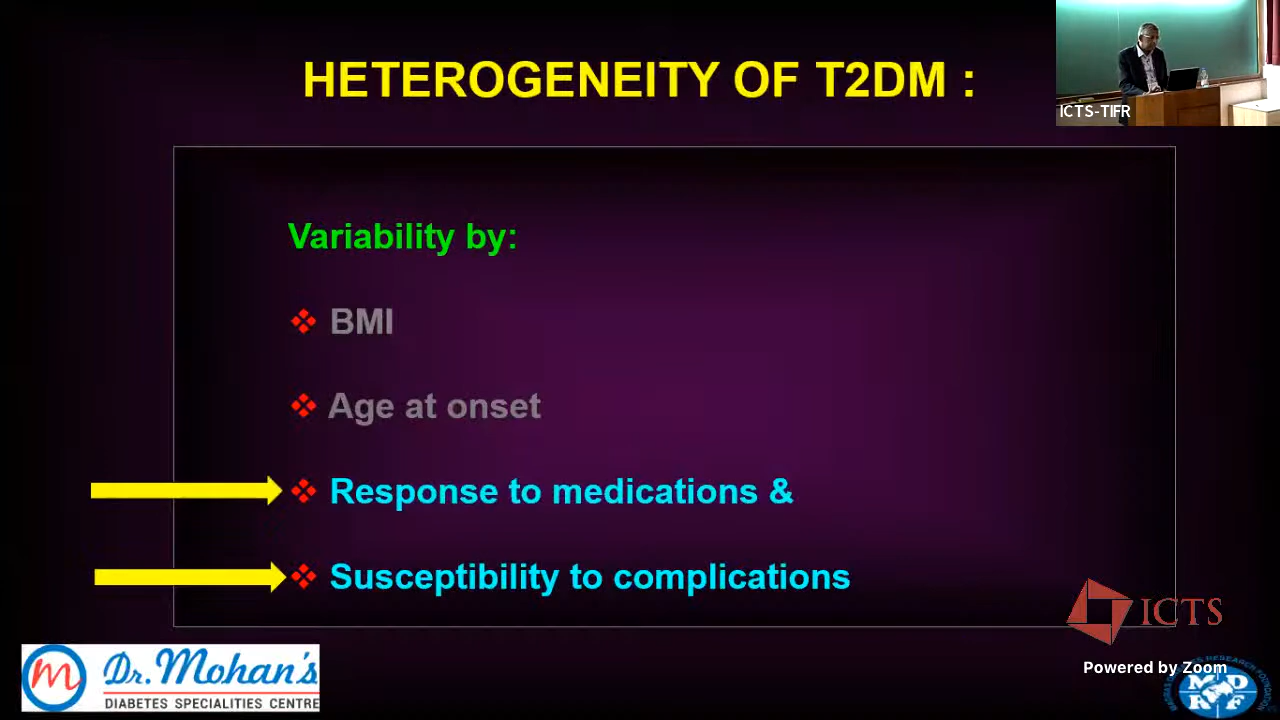 HETEROGENEITY OF T2DM :
ICTS-TIFR
Variability by:
BMI
Age at onset
Response to medications &
Susceptibility to complications
ICTS
Powered by Zoom
m Dr. Mohan's
DIABETES SPECIALITIES CENTRE
M D
R F